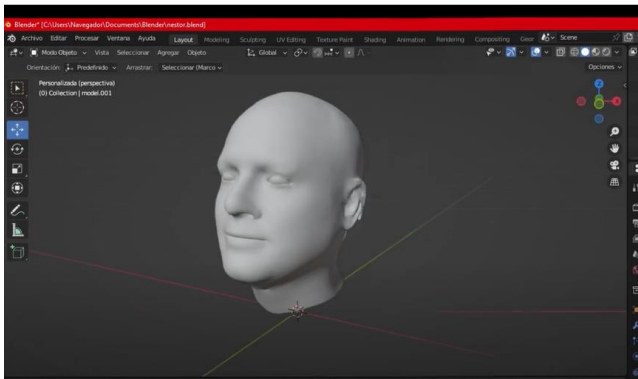 Blender* [C:\Users\Navegador\Documents\Blender\nestor.blend]
Archivo Editar Procesar Ventana Ayuda Layout Modeling Sculpting UV Editing Texture Paint Shading Animation Rendering Compositing Geor Scene
Modo Objeto Vista Seleccionar Agregar Objeto Global
Orientación: Predefinido Arrastrar: Seleccionar (Marco Opciones
Personalizada (perspectiva)
(0) Collection | model.001
Z